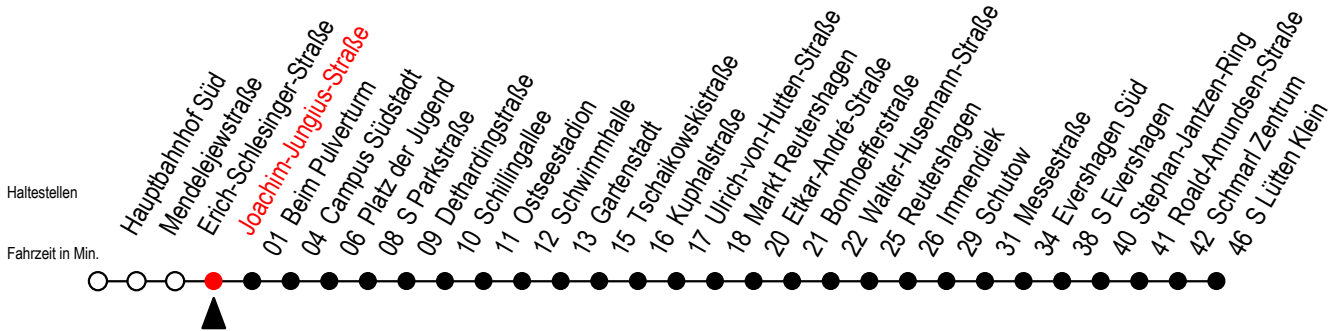 Haltestellen
Fahrzeit in Min.
Hauptbahnhof Süd
Mendelejewstraße
Erich-Schlesinger-Straße
Joachim-Jungius-Straße
01 Beim Pulverturm
04 Campus Südstadt
06 Platz der Jugend
08 S Parkstraße
09 Dethardingstraße
10 Schillingallee
11 Ostseestadion
12 Schwimmhalle
13 Gartenstadt
15 Tschaikowskistraße
16 Kuphalstraße
17 Ulrich-von-Hutten-Straße
18 Markt Reutershagen
20 Etkar-André-Straße
21 Bonhoefferstraße
22 Walter-Husemann-Straße
25 Reutershagen
26 Immendiek
29 Schutow
31 Messestraße
34 Evershagen Süd
38 S Evershagen
40 Stephan-Jantzen-Ring
41 Roald-Amundsen-Straße
42 Schmarl Zentrum
46 S Lütten Klein